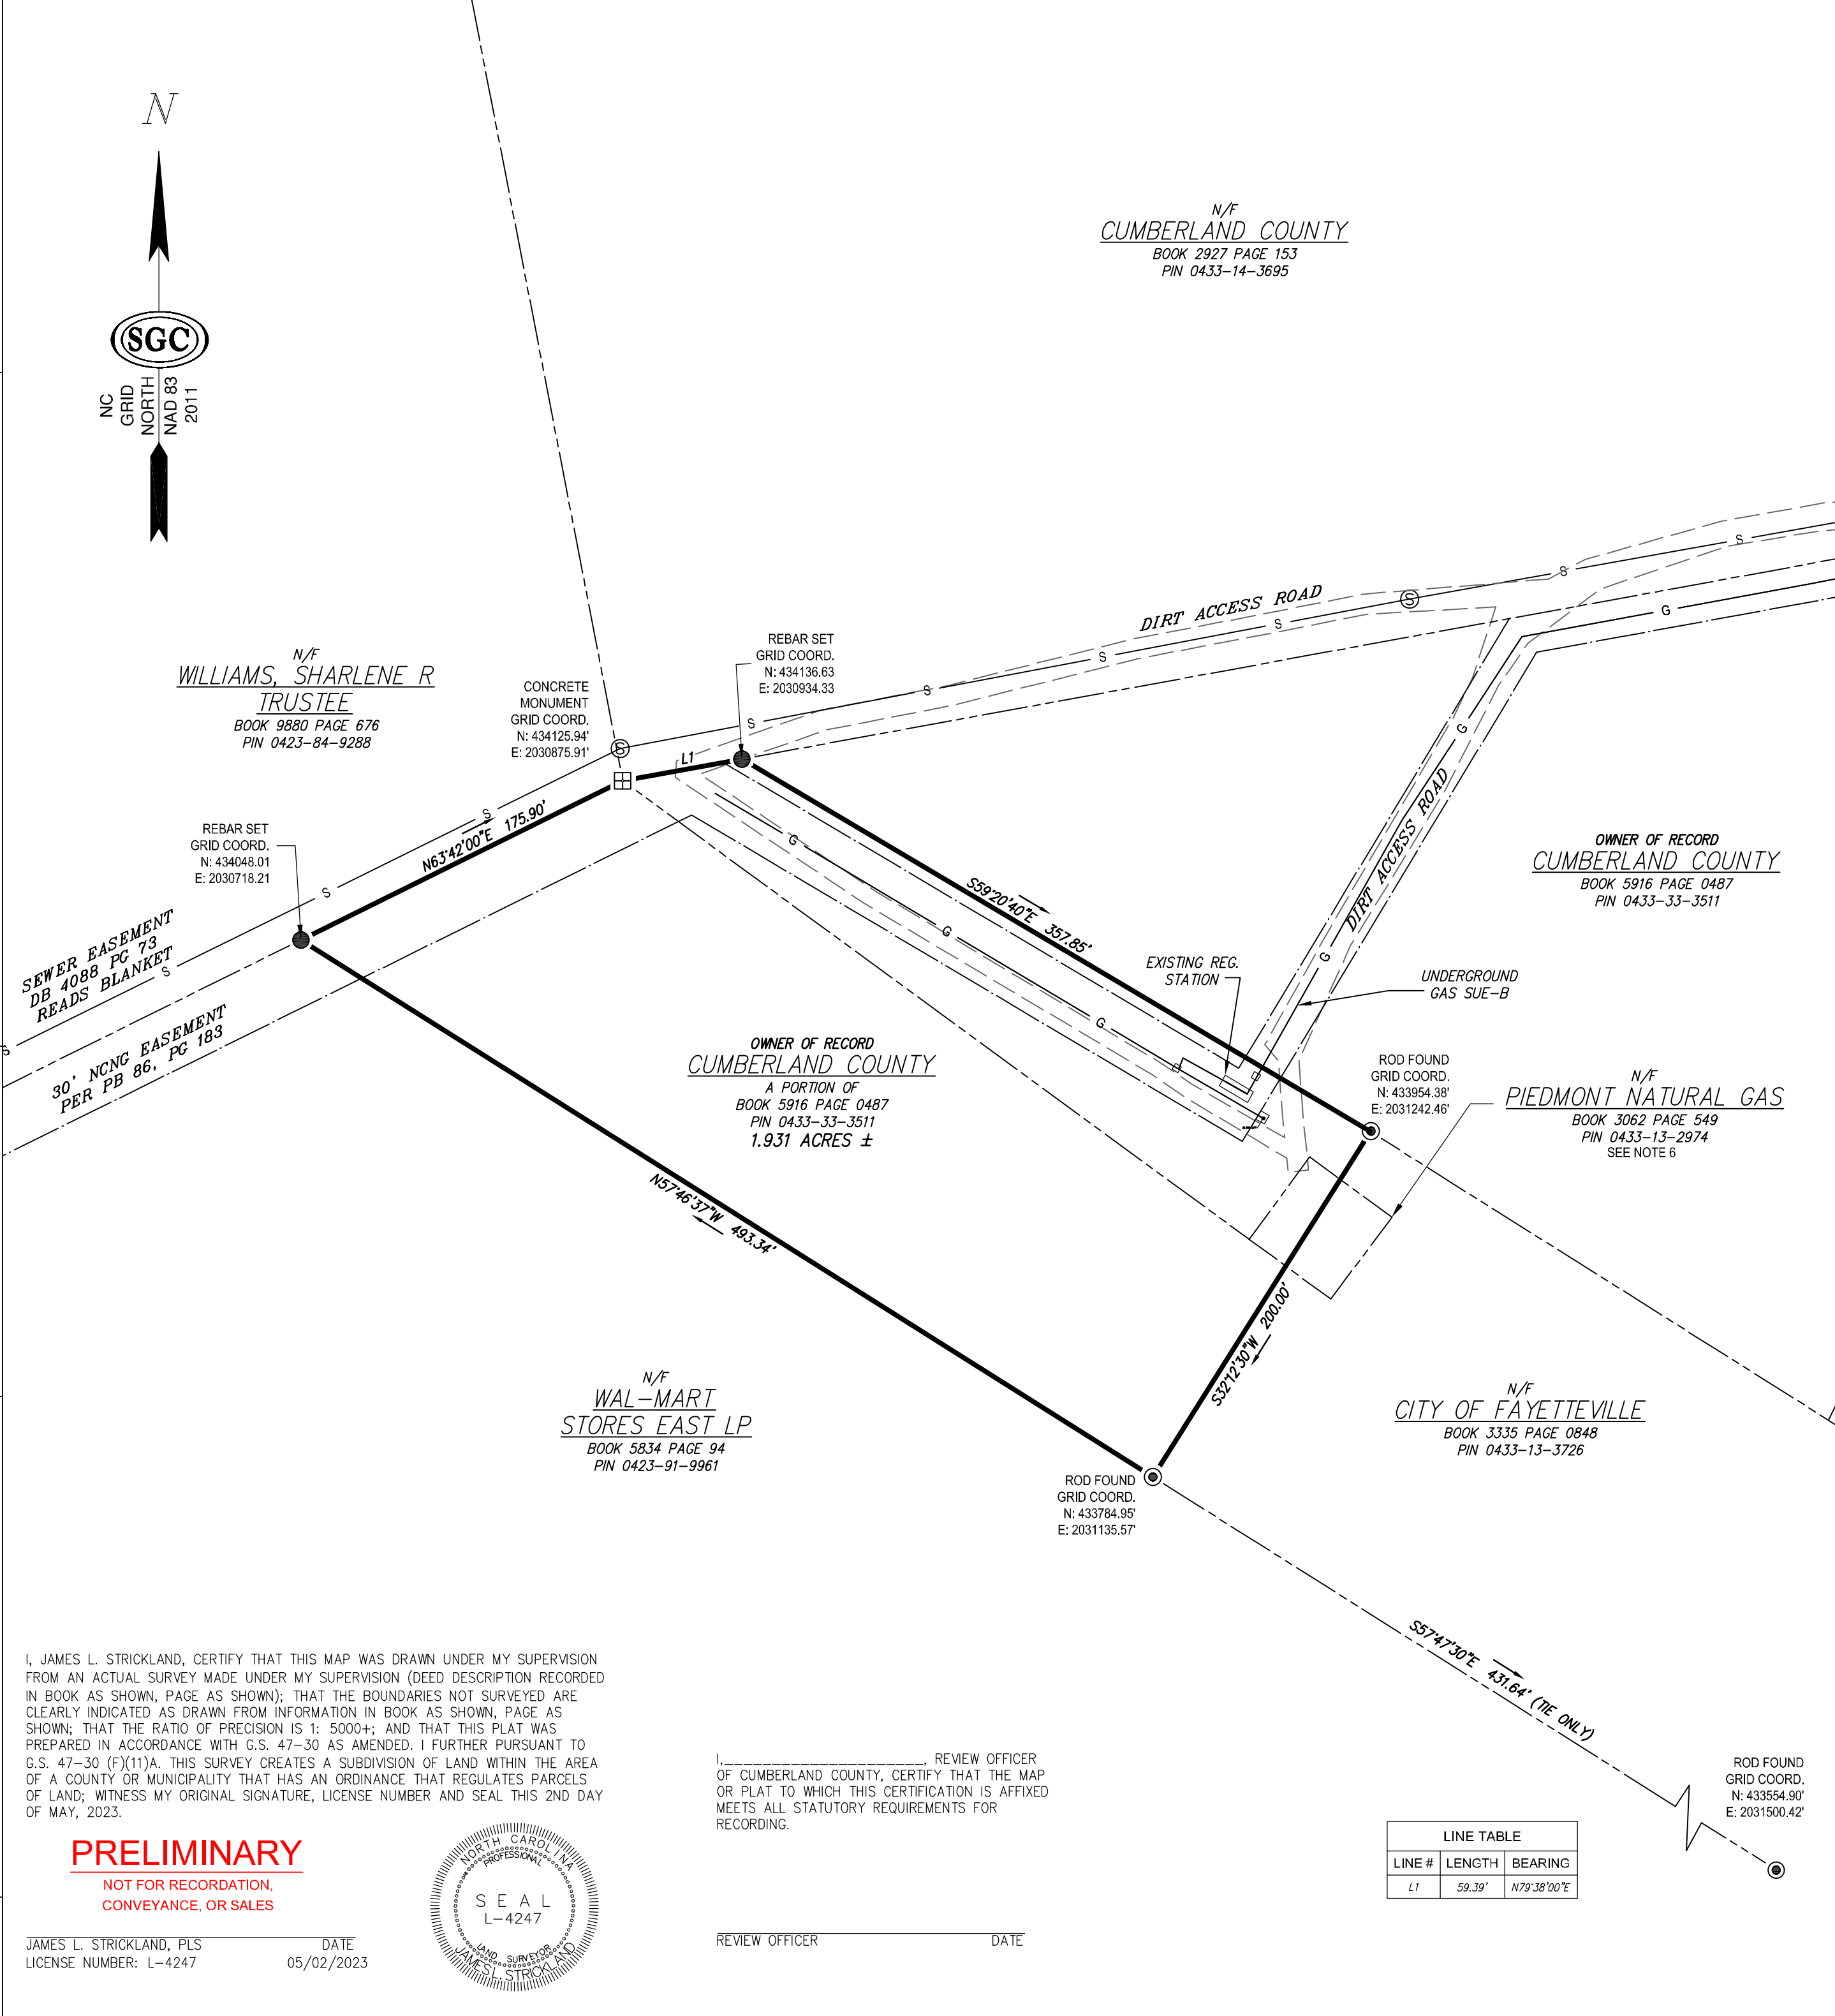 N
SGC
NC
GRID
NORTH
NAD 83
2011
N/F
CUMBERLAND COUNTY
BOOK 2927 PAGE 153
PIN 0433-14-3695
N/F
WILLIAMS, SHARLENE R
TRUSTEE
BOOK 9880 PAGE 676
PIN 0423-84-9288
CONCRETE
MONUMENT
GRID COORD.
N: 434125.94'
E: 2030875.91'
REBAR SET
GRID COORD.
N: 434136.63
E: 2030934.33
DIRT ACCESS ROAD
S
S
S
S
S
S
S
G
L1
S
REBAR SET
GRID COORD.
N: 434048.01
E: 2030718.21
N63°42'00"E 175.90'
S
S
S
S
SEWER EASEMENT
DB 4088 PG 73
READS BLANKET
30' NCNG EASEMENT
PER PB 86, PG 183
G
G
G
S59°20'40"E 357.85'
G
G
DIRT ACCESS ROAD
EXISTING REG.
STATION
UNDERGROUND
GAS SUE-B
OWNER OF RECORD
CUMBERLAND COUNTY
BOOK 5916 PAGE 0487
PIN 0433-33-3511
OWNER OF RECORD
CUMBERLAND COUNTY
A PORTION OF
BOOK 5916 PAGE 0487
PIN 0433-33-3511
1.931 ACRES ±
ROD FOUND
GRID COORD.
N: 433954.38'
E: 2031242.46'
N/F
PIEDMONT NATURAL GAS
BOOK 3062 PAGE 549
PIN 0433-13-2974
SEE NOTE 6
N57°46'37"W 493.34'
S32°12'30"W 200.00'
N/F
WAL-MART
STORES EAST LP
BOOK 5834 PAGE 94
PIN 0423-91-9961
N/F
CITY OF FAYETTEVILLE
BOOK 3335 PAGE 0848
PIN 0433-13-3726
ROD FOUND
GRID COORD.
N: 433784.95'
E: 2031135.57'
S57°47'30"E 431.64' (TIE ONLY)
ROD FOUND
GRID COORD.
N: 433554.90'
E: 2031500.42'
I, JAMES L. STRICKLAND, CERTIFY THAT THIS MAP WAS DRAWN UNDER MY SUPERVISION
FROM AN ACTUAL SURVEY MADE UNDER MY SUPERVISION (DEED DESCRIPTION RECORDED
IN BOOK AS SHOWN, PAGE AS SHOWN); THAT THE BOUNDARIES NOT SURVEYED ARE
CLEARLY INDICATED AS DRAWN FROM INFORMATION IN BOOK AS SHOWN, PAGE AS
SHOWN; THAT THE RATIO OF PRECISION IS 1: 5000+; AND THAT THIS PLAT WAS
PREPARED IN ACCORDANCE WITH G.S. 47-30 AS AMENDED. I FURTHER PURSUANT TO
G.S. 47-30 (F)(11)A. THIS SURVEY CREATES A SUBDIVISION OF LAND WITHIN THE AREA
OF A COUNTY OR MUNICIPALITY THAT HAS AN ORDINANCE THAT REGULATES PARCELS
OF LAND; WITNESS MY ORIGINAL SIGNATURE, LICENSE NUMBER AND SEAL THIS 2ND DAY
OF MAY, 2023.
PRELIMINARY
NOT FOR RECORDATION,
CONVEYANCE, OR SALES
JAMES L. STRICKLAND, PLS DATE
LICENSE NUMBER: L-4247 05/02/2023
NORTH CAROLINA
PROFESSIONAL
SEAL
L-4247
LAND SURVEYOR
JAMES L. STRICKLAND
I,________________________, REVIEW OFFICER
OF CUMBERLAND COUNTY, CERTIFY THAT THE MAP
OR PLAT TO WHICH THIS CERTIFICATION IS AFFIXED
MEETS ALL STATUTORY REQUIREMENTS FOR
RECORDING.
REVIEW OFFICER DATE
LINE TABLE
LINE # LENGTH BEARING
L1 59.39' N79°38'00"E